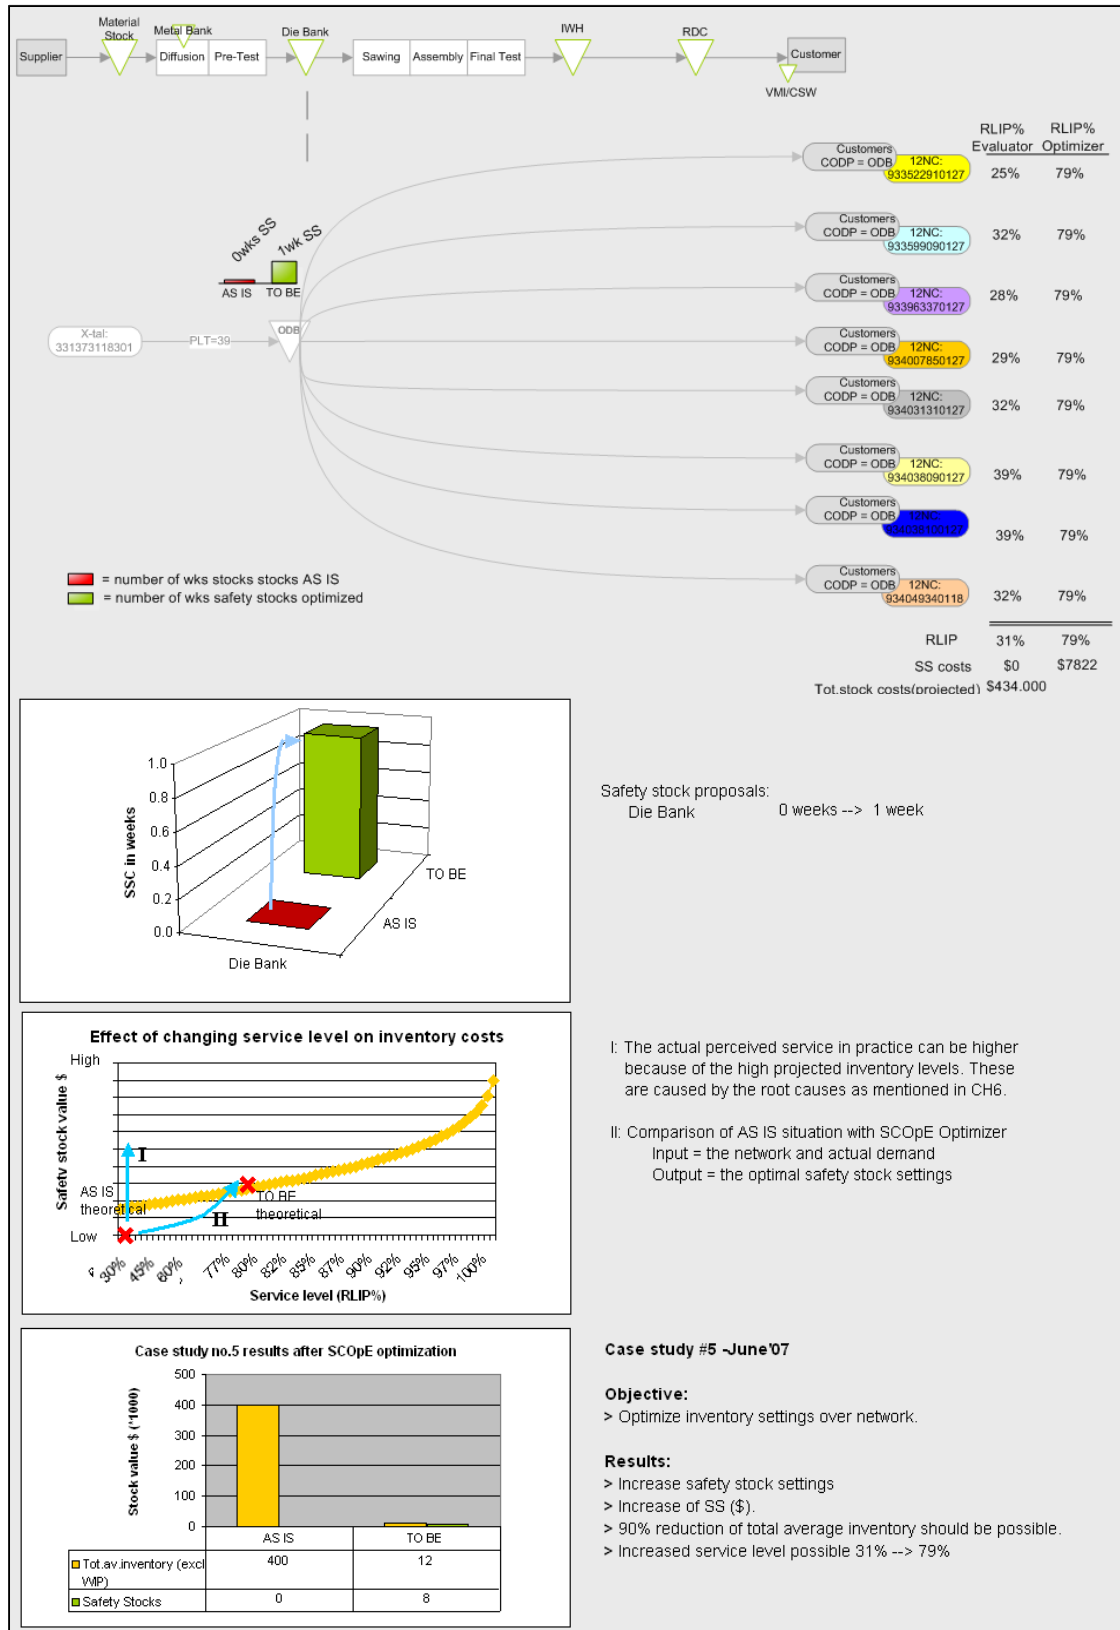 Material
Stock
Metal Bank
Die Bank
IWH
RDC
Supplier
Diffusion
Pre-Test
Sawing
Assembly
Final Test
Customer
VMI/CSW
RLIP% RLIP%
Evaluator Optimizer
Customers
CODP = ODB
12NC:
933522910127
25% 79%
Customers
CODP = ODB
12NC:
933599090127
32% 79%
0wks SS
1wk SS
AS IS
TO BE
Customers
CODP = ODB
12NC:
933963370127
28% 79%
X-tal:
331373118301
PLT=39
ODB
Customers
CODP = ODB
12NC:
934007850127
29% 79%
Customers
CODP = ODB
12NC:
934031310127
32% 79%
Customers
CODP = ODB
12NC:
934038090127
39% 79%
Customers
CODP = ODB
12NC:
39% 79%
= number of wks stocks stocks AS IS
= number of wks safety stocks optimized
Customers
CODP = ODB
12NC:
934049340118
32% 79%
RLIP 31% 79%
SS costs $0 $7822
Tot.stock costs(projected) $434.000
SSC in weeks
1.0
0.8
0.6
0.4
0.2
0.0
TO BE
AS IS
Die Bank
Safety stock proposals:
Die Bank 0 weeks --> 1 week
Effect of changing service level on inventory costs
Safety stock value $
High
Low
AS IS
theoretical
I
II
TO BE
theoretical
30% 45% 60% 77% 80% 82% 85% 87% 90% 92% 95% 97% 100%
Service level (RLIP%)
I: The actual perceived service in practice can be higher
because of the high projected inventory levels. These
are caused by the root causes as mentioned in CH6.
II: Comparison of AS IS situation with SCOpE Optimizer
Input = the network and actual demand
Output = the optimal safety stock settings
Case study no.5 results after SCOpE optimization
Stock value $ (*1000)
500
400
300
200
100
0
AS IS TO BE
Tot.av.inventory (excl
WIP) 400 12
Safety Stocks 0 8
Case study #5 -June'07
Objective:
> Optimize inventory settings over network.
Results:
> Increase safety stock settings
> Increase of SS ($).
> 90% reduction of total average inventory should be possible.
> Increased service level possible 31% --> 79%